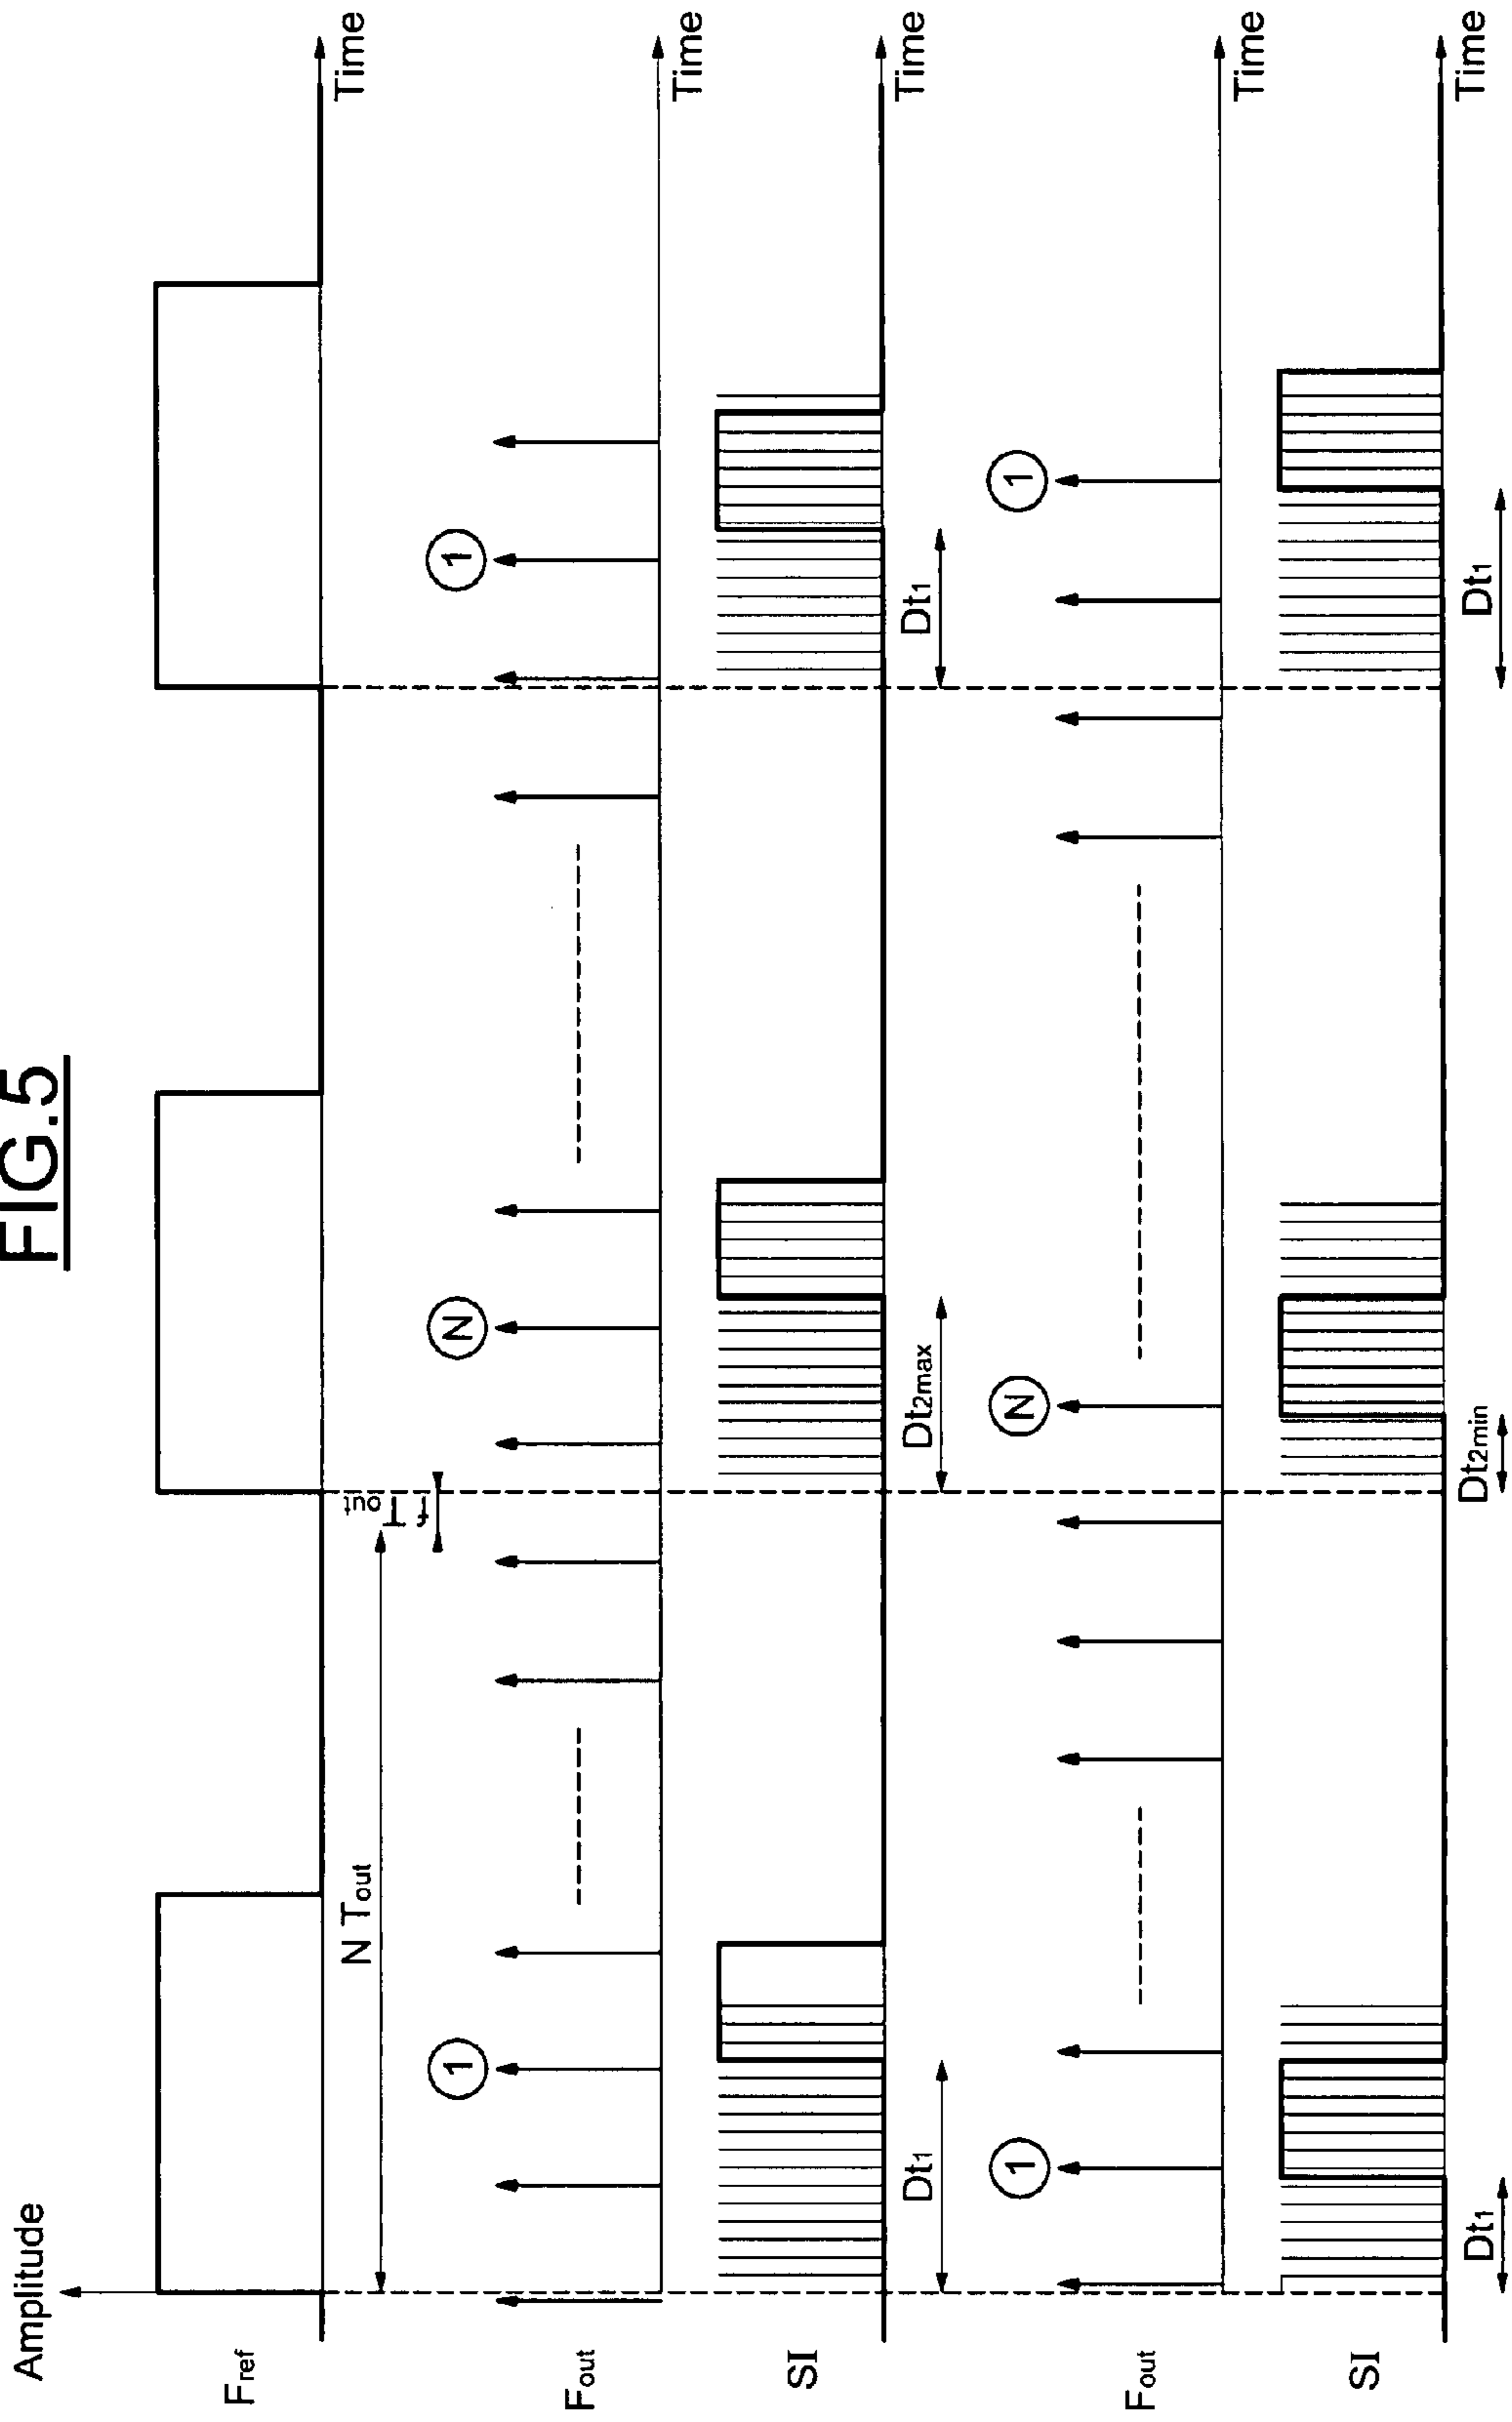 FIG.5
Amplitude
Fref
Time
N Tout
f Tout
Fout
1
N
1
Time
SI
Dt1
Dt2max
Dt1
Time
Fout
1
N
1
Time
SI
Dt1
Dt2min
Dt1
Time